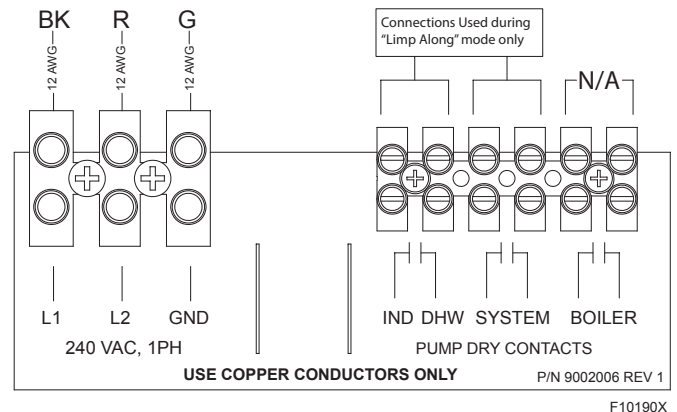 BK R G
12 AWG 12 AWG 12 AWG
Connections Used during
“Limp Along” mode only
N/A
L1 L2 GND
240 VAC, 1PH
IND DHW SYSTEM BOILER
PUMP DRY CONTACTS
USE COPPER CONDUCTORS ONLY
P/N 9002006 REV 1
F10190X